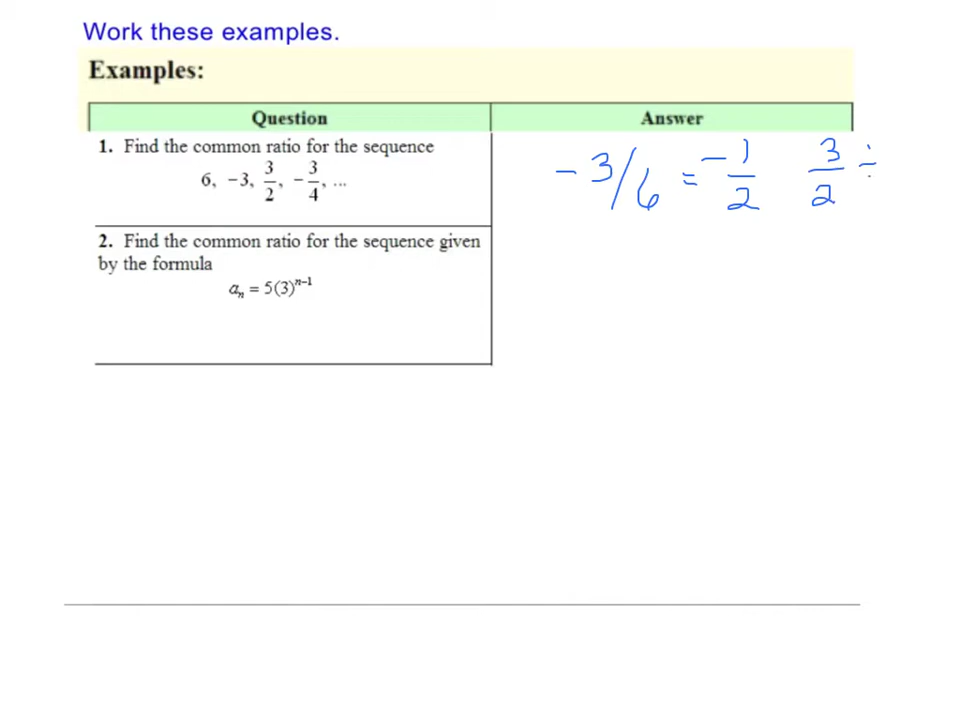 Work these examples.
Examples:
Question Answer
1. Find the common ratio for the sequence
6, −3, 3/2, −3/4, ...
- 3/6 = - 1/2 3/2 ÷
2. Find the common ratio for the sequence given
by the formula
aₙ = 5(3)ⁿ⁻¹